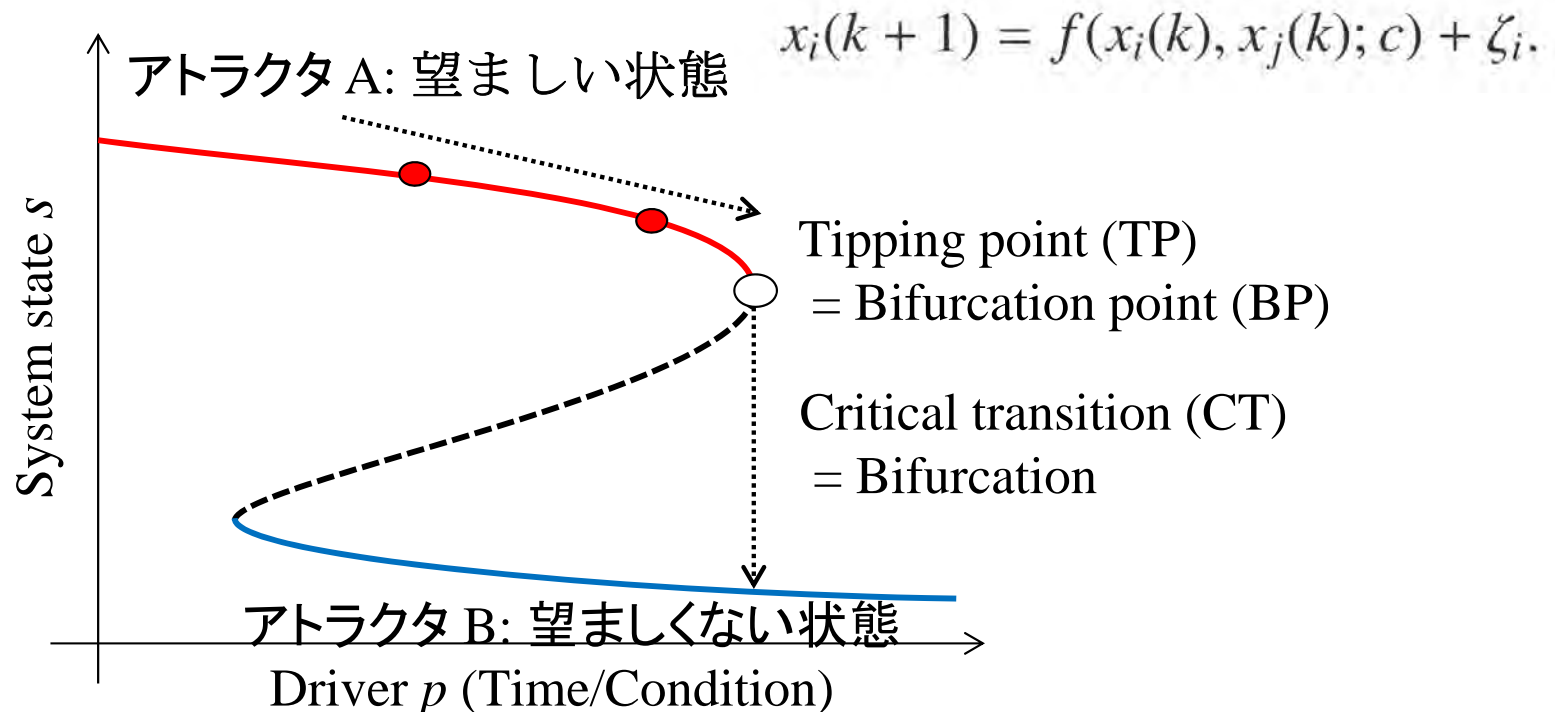 x_i(k + 1) = f(x_i(k), x_j(k); c) + ζ_i.
アトラクタ A: 望ましい状態
System state s
Tipping point (TP)
= Bifurcation point (BP)
Critical transition (CT)
= Bifurcation
アトラクタ B: 望ましくない状態
Driver p (Time/Condition)